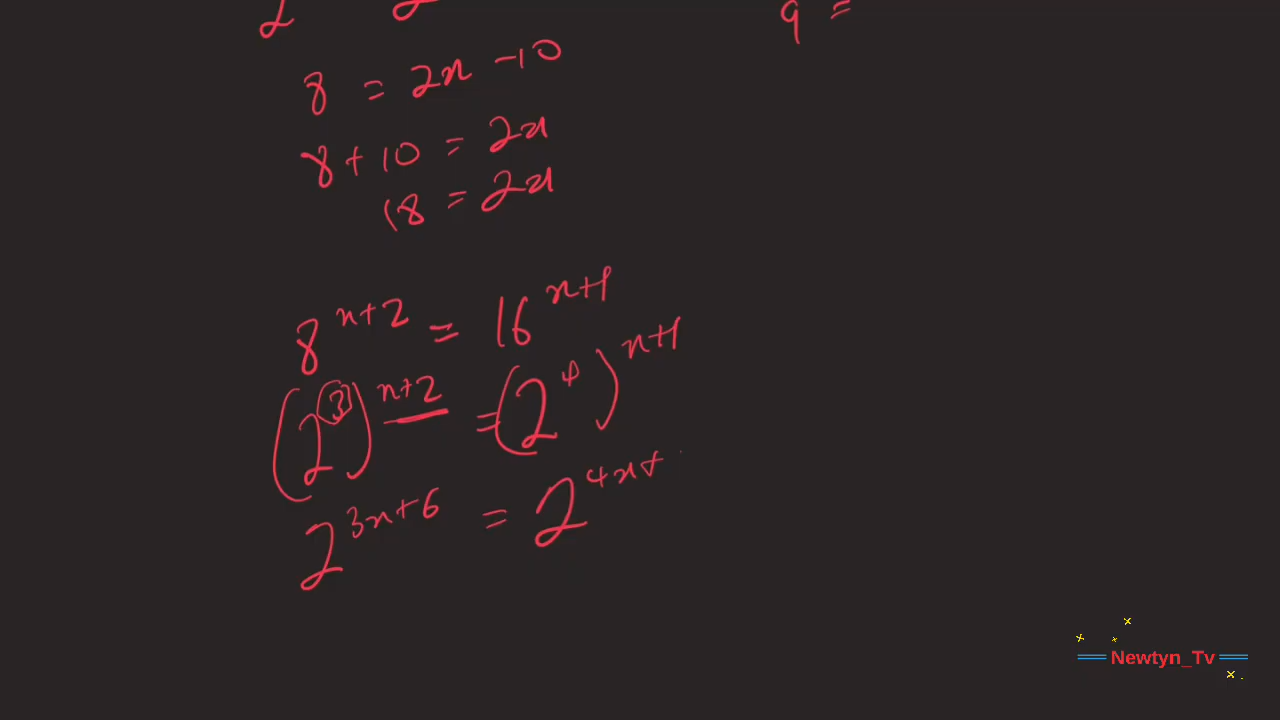 9 =
8 = 2x - 10
8 + 10 = 2x
18 = 2x
8^{x+2} = 16^{x+1}
(2^{3})^{x+2} = (2^{4})^{x+1}
2^{3x+6} = 2^{4x+
Newtyn_Tv